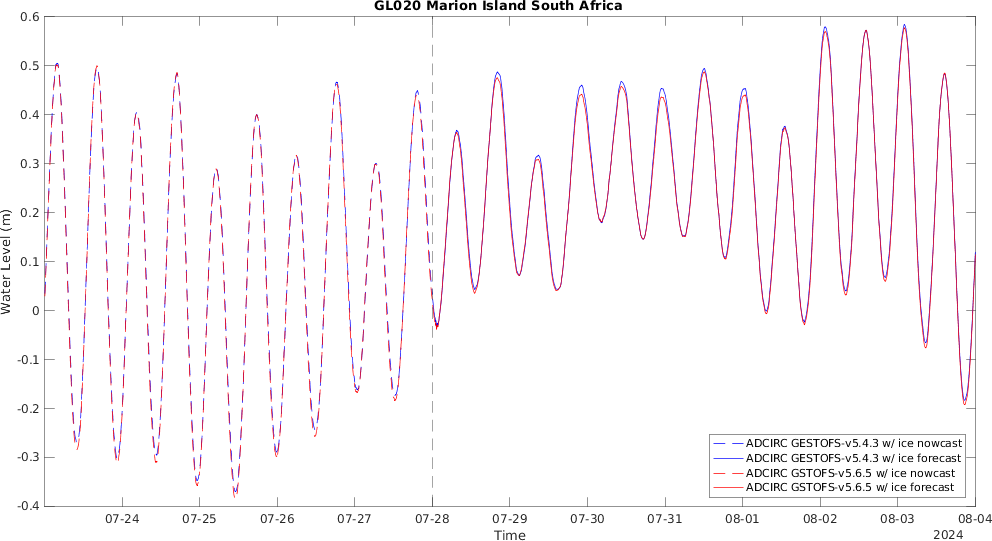 GL020 Marion Island South Africa
Water Level (m)
0.6
0.5
0.4
0.3
0.2
0.1
0
-0.1
-0.2
-0.3
-0.4
ADCIRC GESTOFS-v5.4.3 w/ ice nowcast
ADCIRC GESTOFS-v5.4.3 w/ ice forecast
ADCIRC GSTOFS-v5.6.5 w/ ice nowcast
ADCIRC GSTOFS-v5.6.5 w/ ice forecast
07-24 07-25 07-26 07-27 07-28 07-29 07-30 07-31 08-01 08-02 08-03 08-04
Time
2024